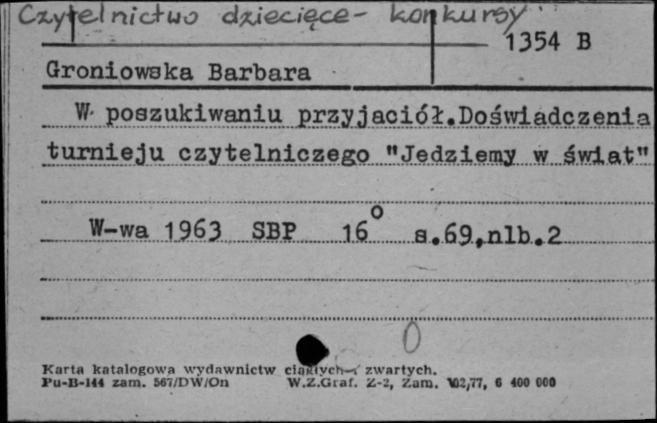 Czytelnictwo dziecięce - konkursy
1354 B
Groniowska Barbara
W poszukiwaniu przyjaciół.Doświadczenia
turnieju czytelniczego "Jedziemy w świat"
W-wa 1963 SBP 16° s.69,nlb.2
0
Karta katalogowa wydawnictw ciągłych - zwartych.
Pu-B-144 zam. 567/DW/On W.Z.Graf. Z-2, Zam. 102,77, 6 400 000